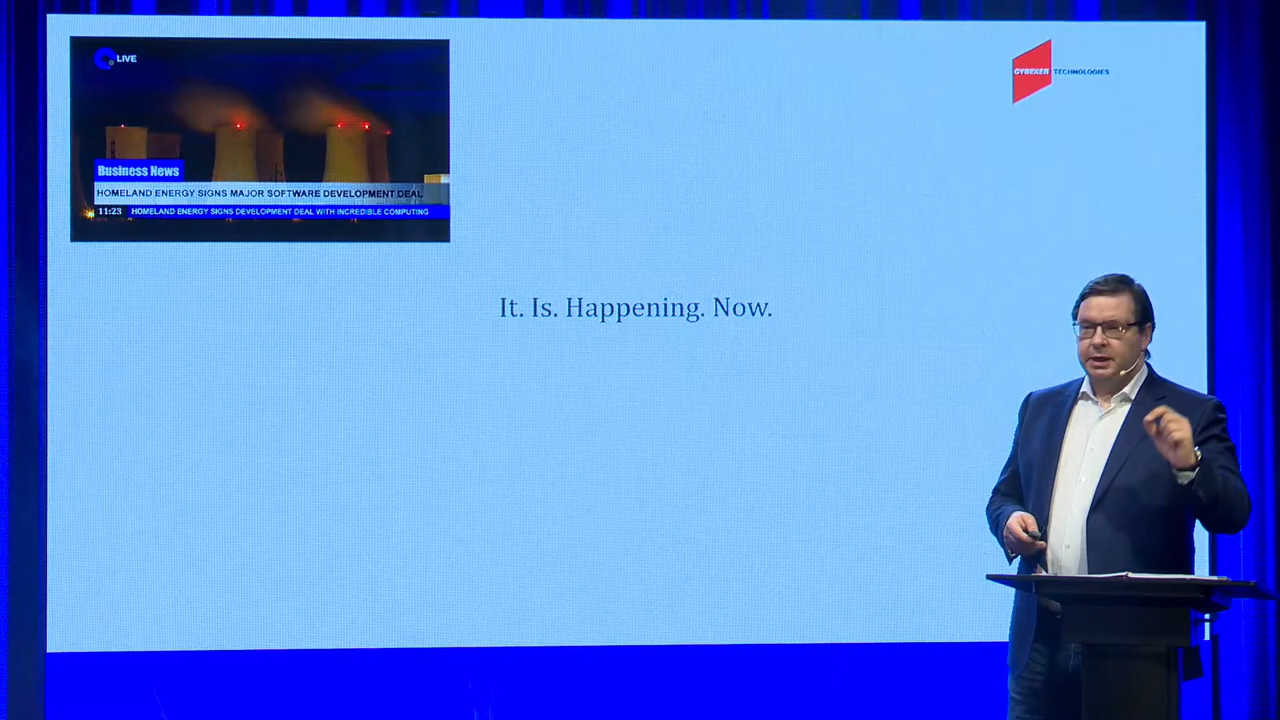 LIVE
Business News
HOMELAND ENERGY SIGNS MAJOR SOFTWARE DEVELOPMENT DEAL
11:23 HOMELAND ENERGY SIGNS DEVELOPMENT DEAL WITH INCREDIBLE COMPUTING
CYBEXER TECHNOLOGIES
It. Is. Happening. Now.